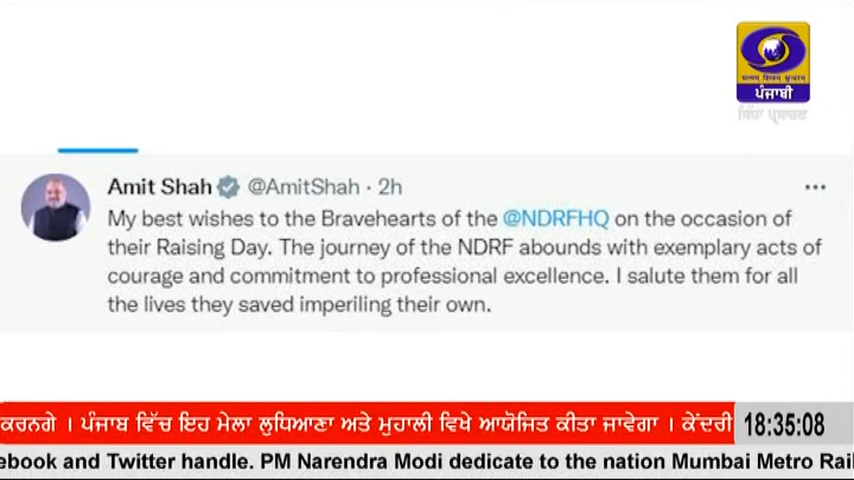 ਪੰਜਾਬੀ
ਸਿੱਧਾ ਪ੍ਰਸਾਰਣ
Amit Shah @AmitShah · 2h
My best wishes to the Bravehearts of the @NDRFHQ on the occasion of
their Raising Day. The journey of the NDRF abounds with exemplary acts of
courage and commitment to professional excellence. I salute them for all
the lives they saved imperiling their own.
ਕਰਨਗੇ । ਪੰਜਾਬ ਵਿੱਚ ਇਹ ਮੇਲਾ ਲੁਧਿਆਣਾ ਅਤੇ ਮੁਹਾਲੀ ਵਿਖੇ ਆਯੋਜਿਤ ਕੀਤਾ ਜਾਵੇਗਾ । ਕੇਂਦਰੀ
18:35:08
ebook and Twitter handle. PM Narendra Modi dedicate to the nation Mumbai Metro Rail